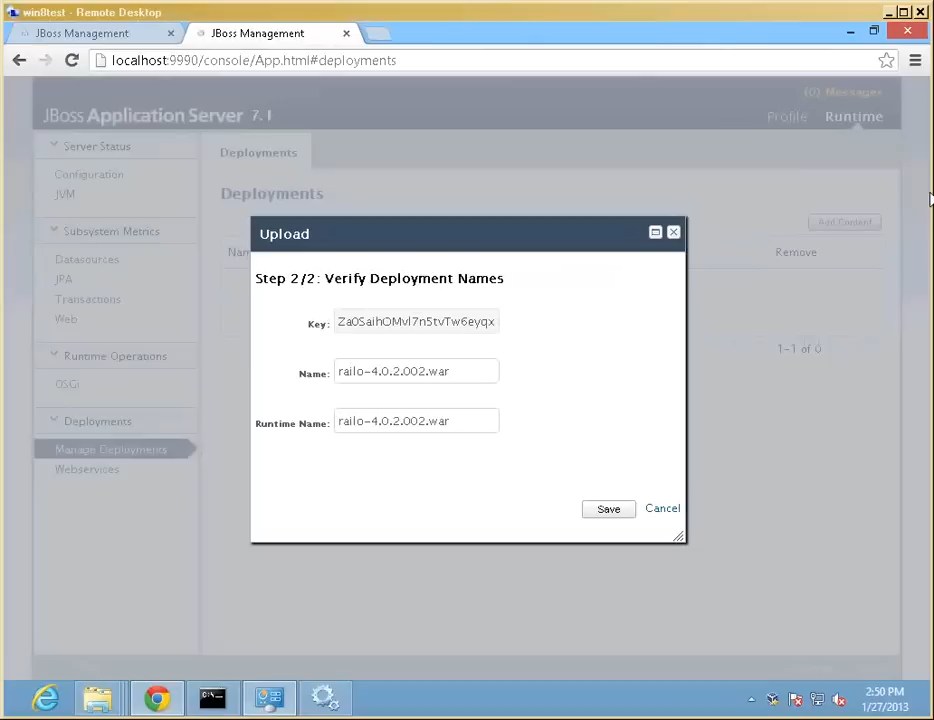 win8test - Remote Desktop
JBoss Management
JBoss Management
localhost:9990/console/App.html#deployments
(0) Messages
JBoss Application Server 7.1
Profile
Runtime
Server Status
Configuration
JVM
Subsystem Metrics
Datasources
JPA
Transactions
Web
Runtime Operations
OSGi
Deployments
Manage Deployments
Webservices
Deployments
Deployments
Add Content
Remove
1-1 of 0
Upload
Step 2/2: Verify Deployment Names
Key:
Name: railo-4.0.2.002.war
Runtime Name: railo-4.0.2.002.war
Save
Cancel
2:50 PM
1/27/2013